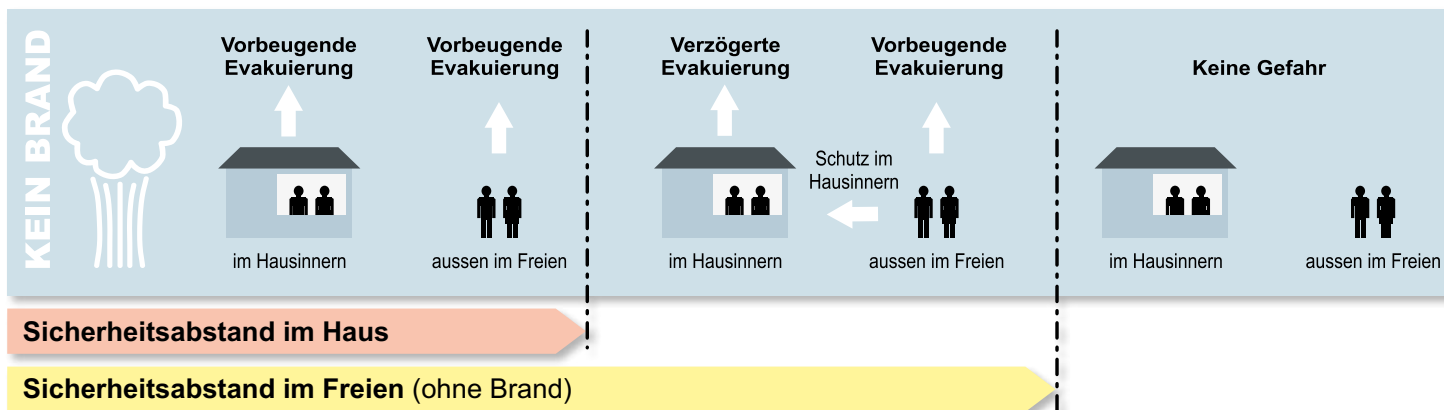 KEIN BRAND
Vorbeugende
Evakuierung
im Hausinnern
Vorbeugende
Evakuierung
aussen im Freien
Verzögerte
Evakuierung
im Hausinnern
Schutz im
Hausinnern
Vorbeugende
Evakuierung
aussen im Freien
Keine Gefahr
im Hausinnern
aussen im Freien
Sicherheitsabstand im Haus
Sicherheitsabstand im Freien (ohne Brand)